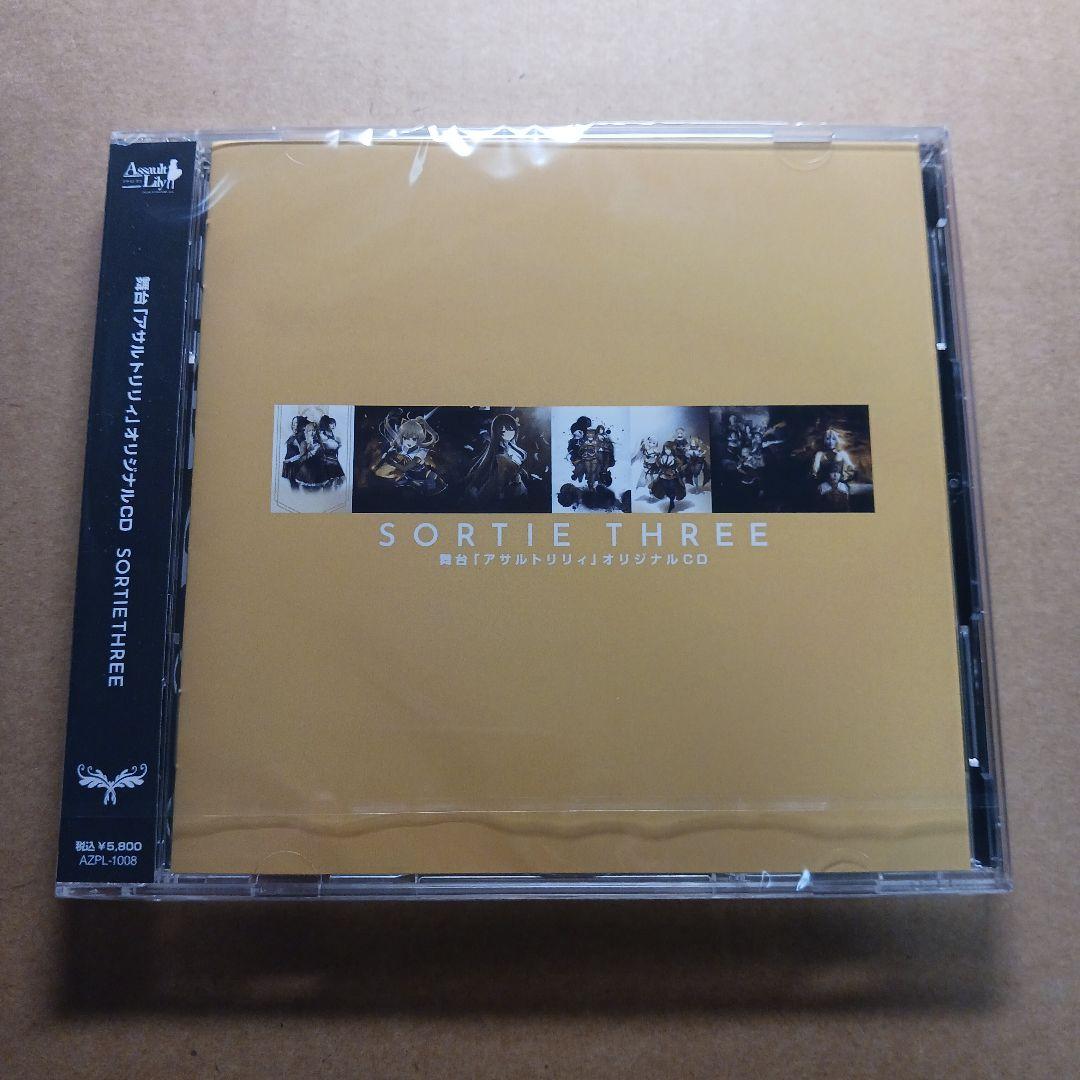 Assault
Lily
舞台「アサルトリリィ」オリジナルCD SORTIETHREE
税込￥5,800
AZPL-1008
SORTIE THREE
舞台「アサルトリリィ」オリジナルCD